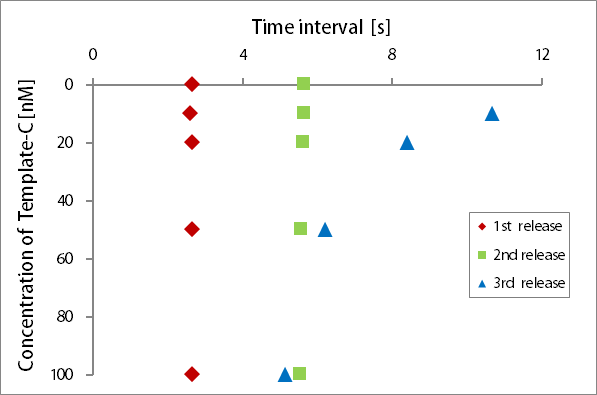 Time interval [s]
0 4 8 12
Concentration of Template-C [nM]
0
20
40
60
80
100
1st release
2nd release
3rd release